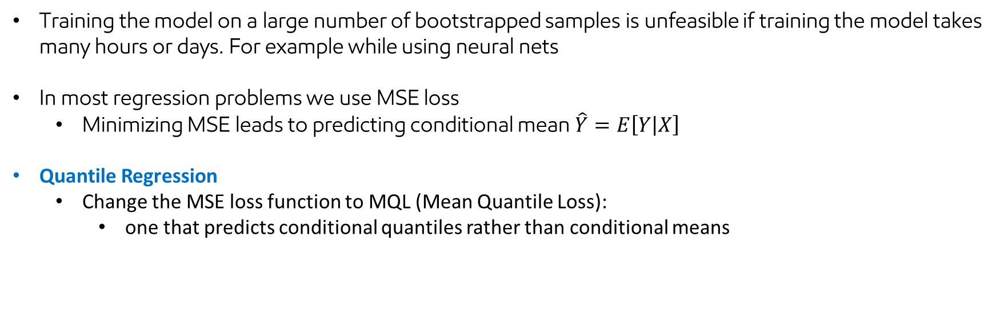 • Training the model on a large number of bootstrapped samples is unfeasible if training the model takes
many hours or days. For example while using neural nets
• In most regression problems we use MSE loss
• Minimizing MSE leads to predicting conditional mean Ŷ = E[Y|X]
• Quantile Regression
• Change the MSE loss function to MQL (Mean Quantile Loss):
• one that predicts conditional quantiles rather than conditional means